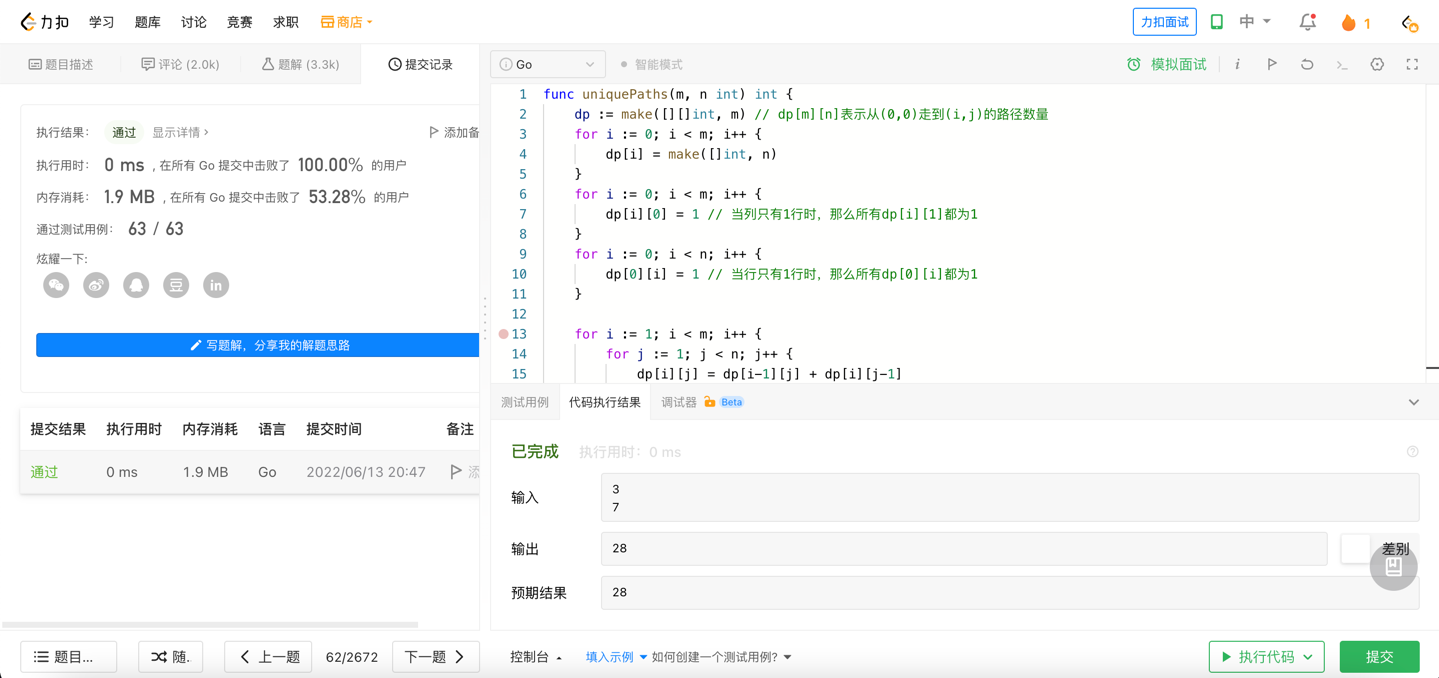 力扣 学习 题库 讨论 竞赛 求职 商店 力扣面试 中 1
题目描述 评论 (2.0k) 题解 (3.3k) 提交记录
执行结果： 通过 显示详情 › 添加备
执行用时： 0 ms , 在所有 Go 提交中击败了 100.00% 的用户
内存消耗： 1.9 MB , 在所有 Go 提交中击败了 53.28% 的用户
通过测试用例： 63 / 63
炫耀一下:
豆 in
写题解，分享我的解题思路
提交结果 执行用时 内存消耗 语言 提交时间 备注
通过 0 ms 1.9 MB Go 2022/06/13 20:47 添
题目... 随. 上一题 62/2672 下一题
i Go 智能模式 模拟面试 i
1 func uniquePaths(m, n int) int {
2 dp := make([][]int, m) // dp[m][n]表示从(0,0)走到(i,j)的路径数量
3 for i := 0; i < m; i++ {
4 dp[i] = make([]int, n)
5 }
6 for i := 0; i < m; i++ {
7 dp[i][0] = 1 // 当列只有1行时，那么所有dp[i][1]都为1
8 }
9 for i := 0; i < n; i++ {
10 dp[0][i] = 1 // 当行只有1行时，那么所有dp[0][i]都为1
11 }
12
13 for i := 1; i < m; i++ {
14 for j := 1; j < n; j++ {
15 dp[i][j] = dp[i-1][j] + dp[i][j-1]
测试用例 代码执行结果 调试器 Beta
已完成 执行用时：0 ms
输入
3
7
输出 28 差别
预期结果 28
控制台 填入示例 如何创建一个测试用例? 执行代码 提交